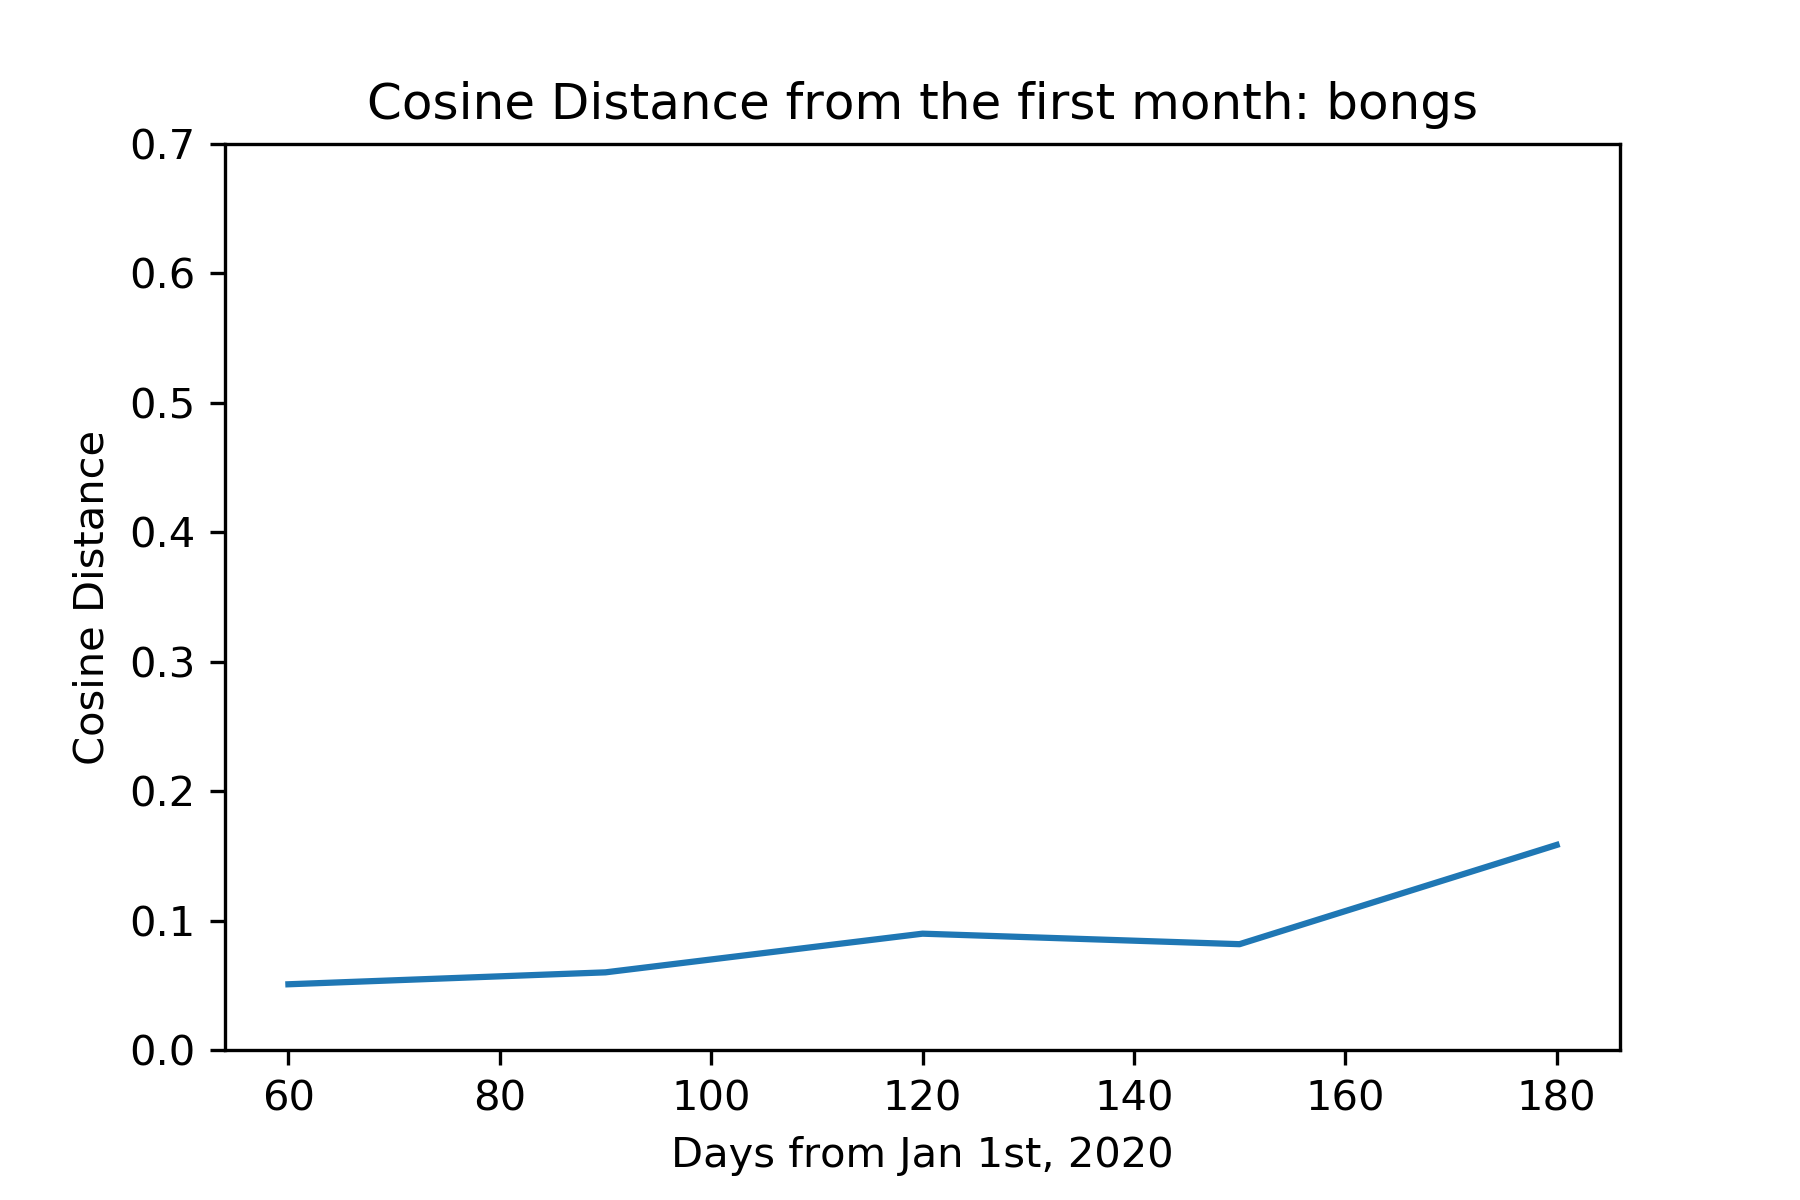 Cosine Distance from the first month: bongs
0.7
0.6
0.5
0.4
0.3
0.2
0.1
0.0
Cosine Distance
60 80 100 120 140 160 180
Days from Jan 1st, 2020